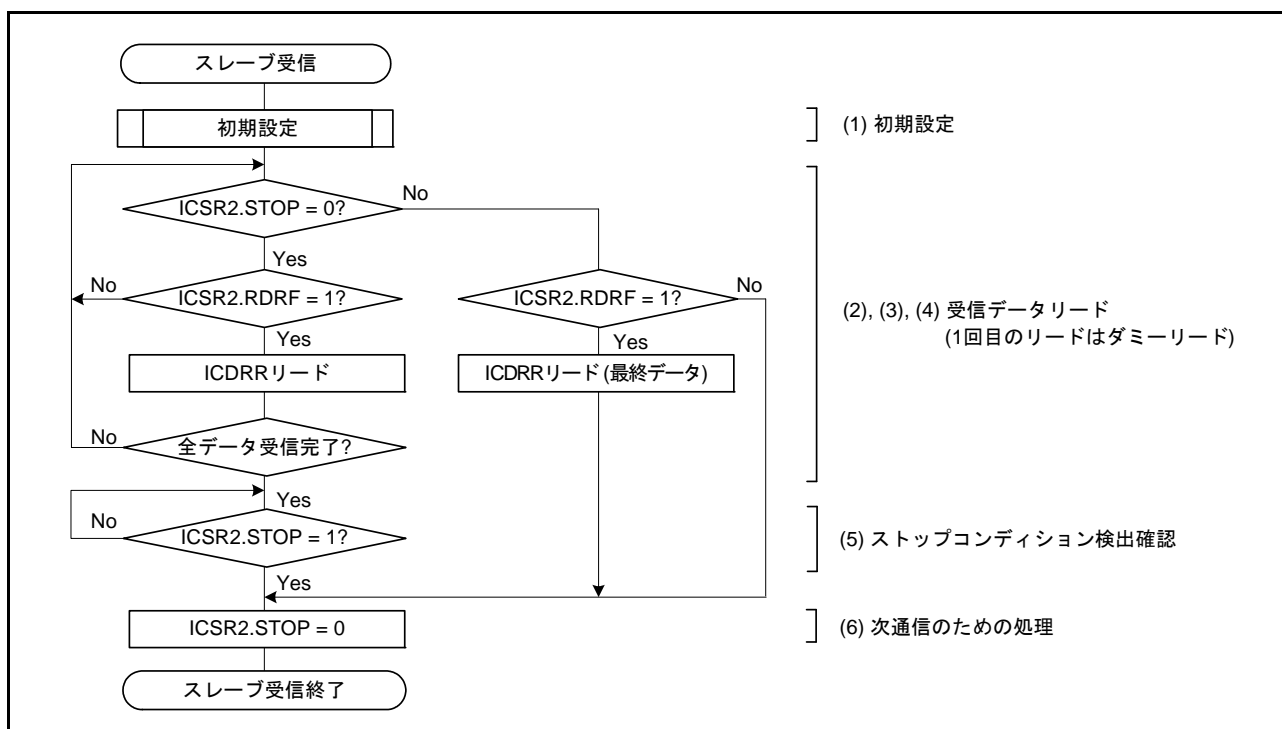 スレーブ受信
初期設定
(1) 初期設定
ICSR2.STOP = 0?
No
Yes
No
ICSR2.RDRF = 1?
ICSR2.RDRF = 1?
No
(2), (3), (4) 受信データリード
(1回目のリードはダミーリード)
Yes
Yes
ICDRRリード
ICDRRリード (最終データ)
No
全データ受信完了?
Yes
No
ICSR2.STOP = 1?
(5) ストップコンディション検出確認
Yes
ICSR2.STOP = 0
(6) 次通信のための処理
スレーブ受信終了